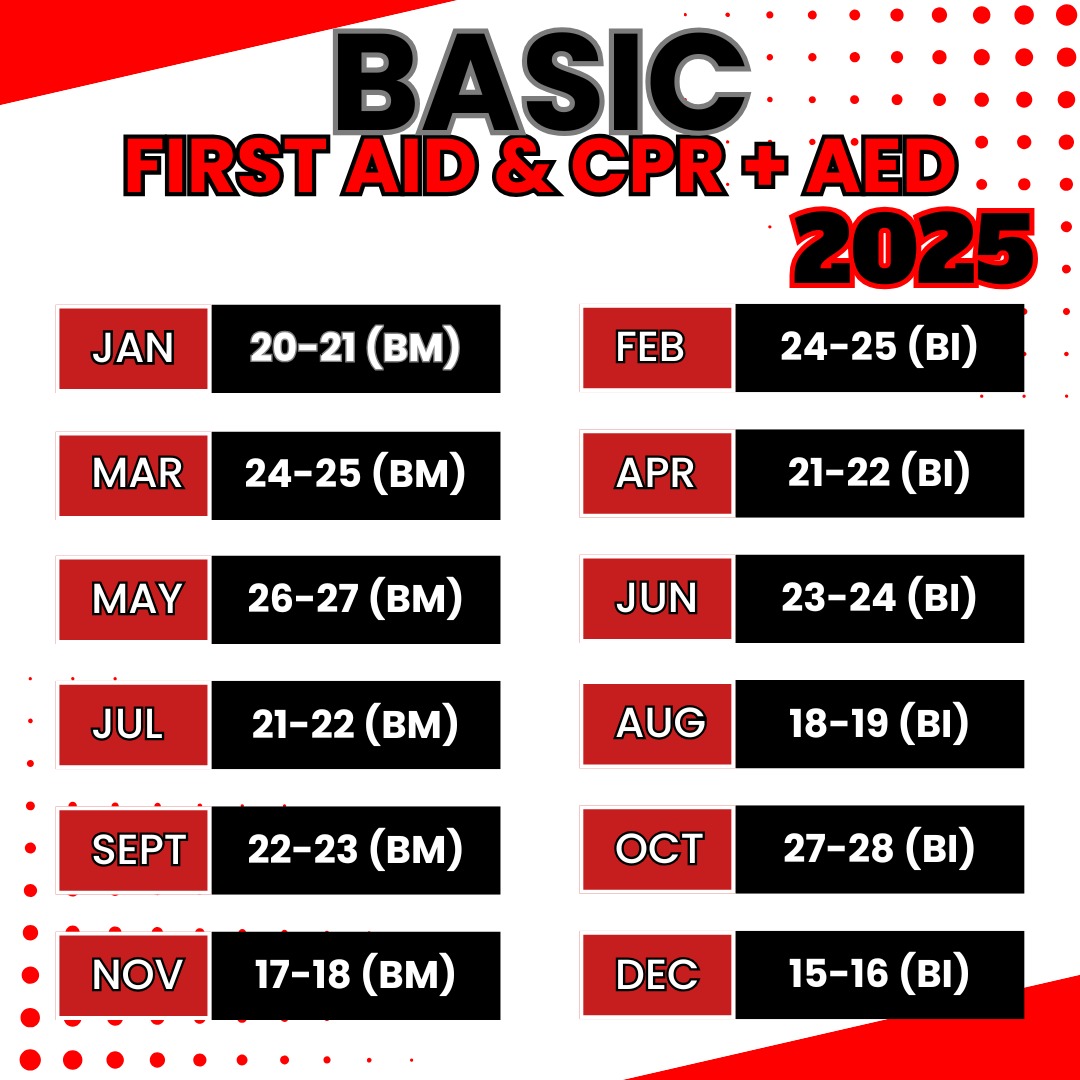 BASIC
FIRST AID & CPR + AED
2025
JAN 20-21 (BM)
FEB 24-25 (BI)
MAR 24-25 (BM)
APR 21-22 (BI)
MAY 26-27 (BM)
JUN 23-24 (BI)
JUL 21-22 (BM)
AUG 18-19 (BI)
SEPT 22-23 (BM)
OCT 27-28 (BI)
NOV 17-18 (BM)
DEC 15-16 (BI)